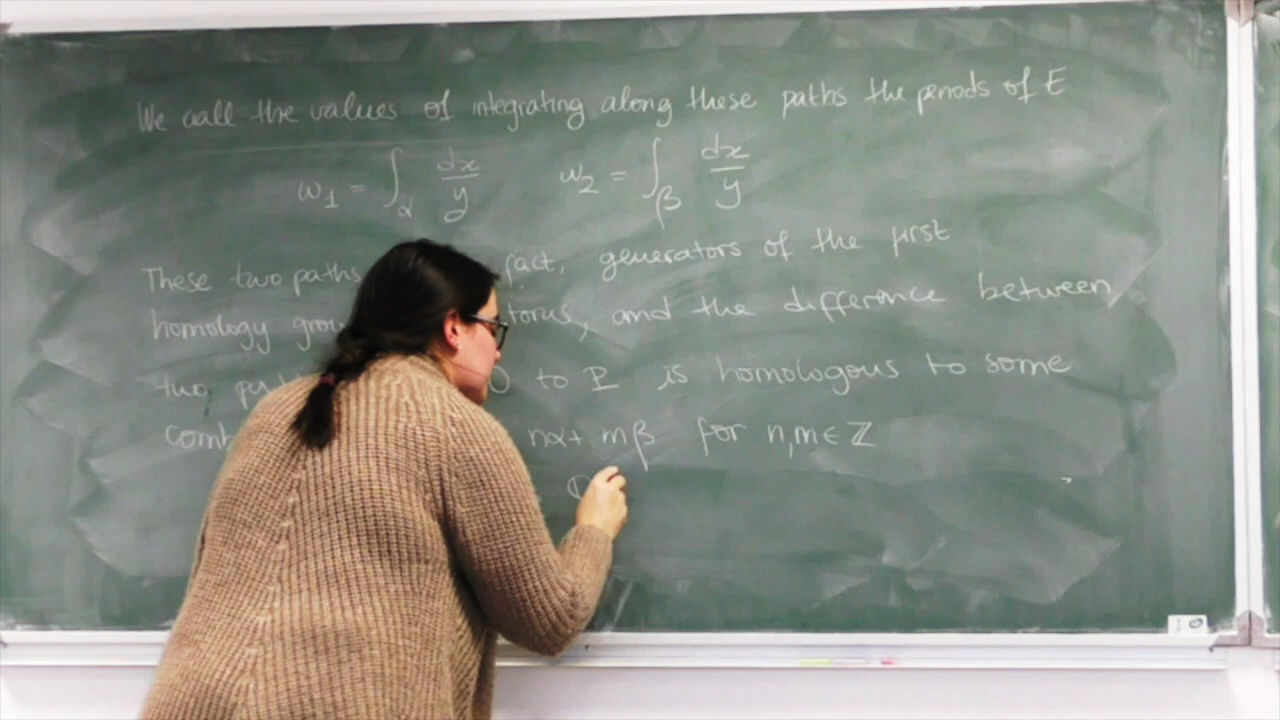 We call the values of integrating along these paths the periods of E
ω₁ = ∫_α dx/y   ω₂ = ∫_β dx/y
These two paths fact, generators of the first
homology torus, and the difference between
two to P is homologous to some
nα + mβ for n,m ∈ ℤ